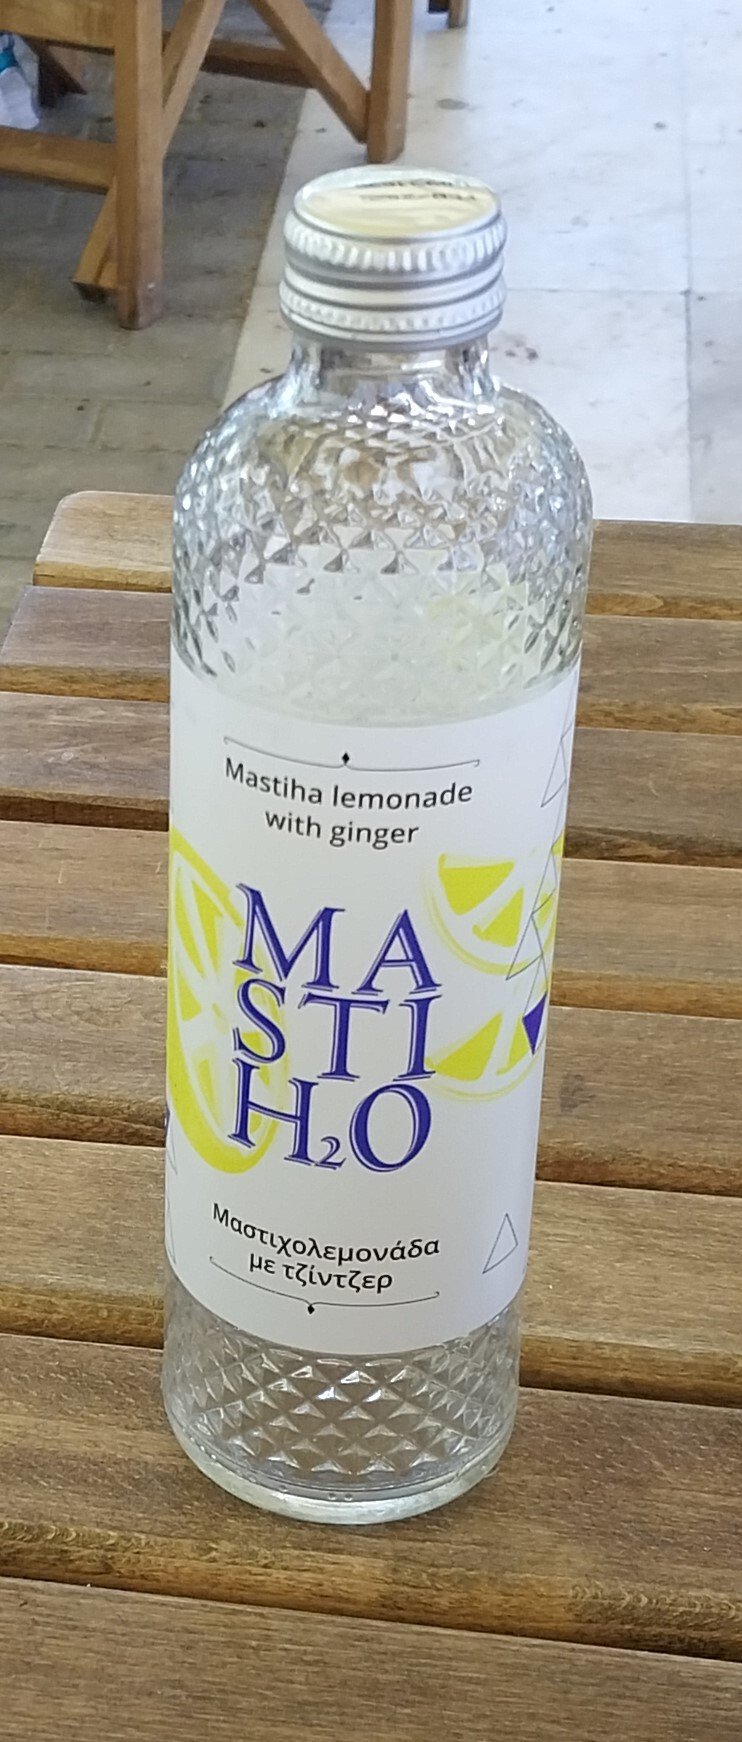 Mastiha lemonade
with ginger
MA
STI
H₂O
Μαστιχολεμονάδα
με τζίντζερ